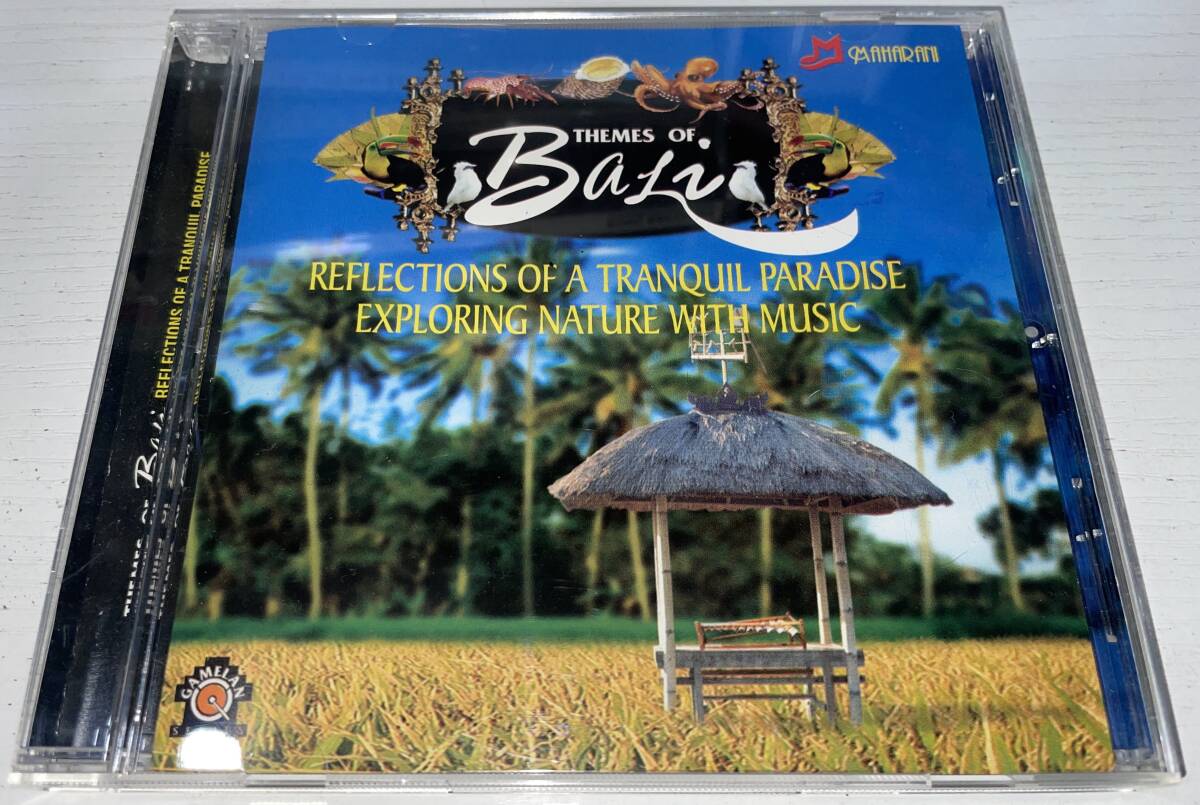 MAHARANI
THEMES OF
Bali
REFLECTIONS OF A TRANQUIL PARADISE
EXPLORING NATURE WITH MUSIC
GAMELAN
SERIES
THEMES OF Bali REFLECTIONS OF A TRANQUIL PARADISE